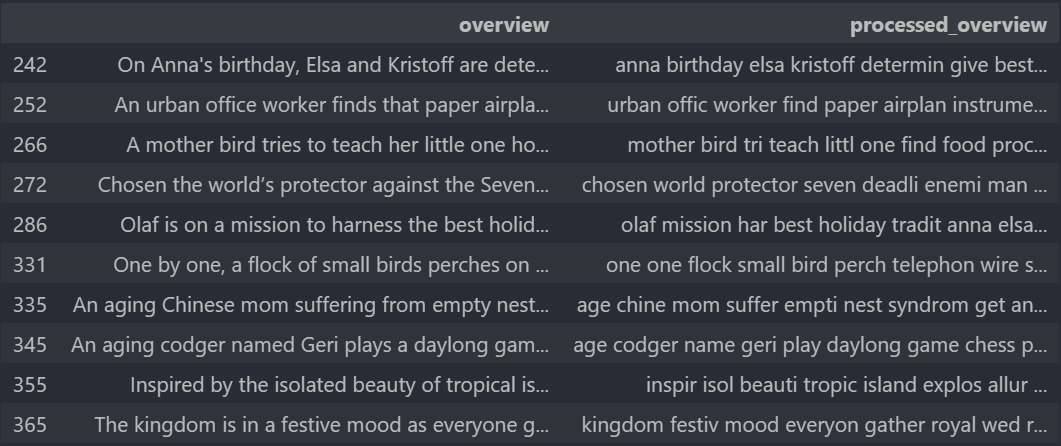 overview processed_overview
242 On Anna's birthday, Elsa and Kristoff are dete... anna birthday elsa kristoff determin give best...
252 An urban office worker finds that paper airpla... urban offic worker find paper airplan instrume...
266 A mother bird tries to teach her little one ho... mother bird tri teach littl one find food proc...
272 Chosen the world’s protector against the Seven... chosen world protector seven deadli enemi man ...
286 Olaf is on a mission to harness the best holid... olaf mission har best holiday tradit anna elsa...
331 One by one, a flock of small birds perches on ... one one flock small bird perch telephon wire s...
335 An aging Chinese mom suffering from empty nest... age chine mom suffer empti nest syndrom get an...
345 An aging codger named Geri plays a daylong gam... age codger name geri play daylong game chess p...
355 Inspired by the isolated beauty of tropical is... inspir isol beauti tropic island explos allur ...
365 The kingdom is in a festive mood as everyone g... kingdom festiv mood everyon gather royal wed r...